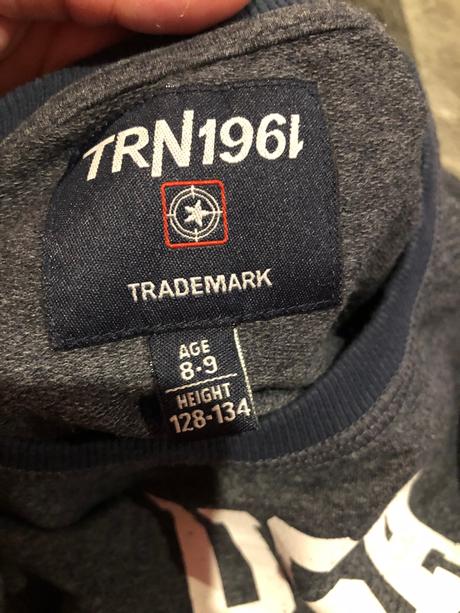 TRN1961
TRADEMARK
AGE
8-9
HEIGHT
128-134